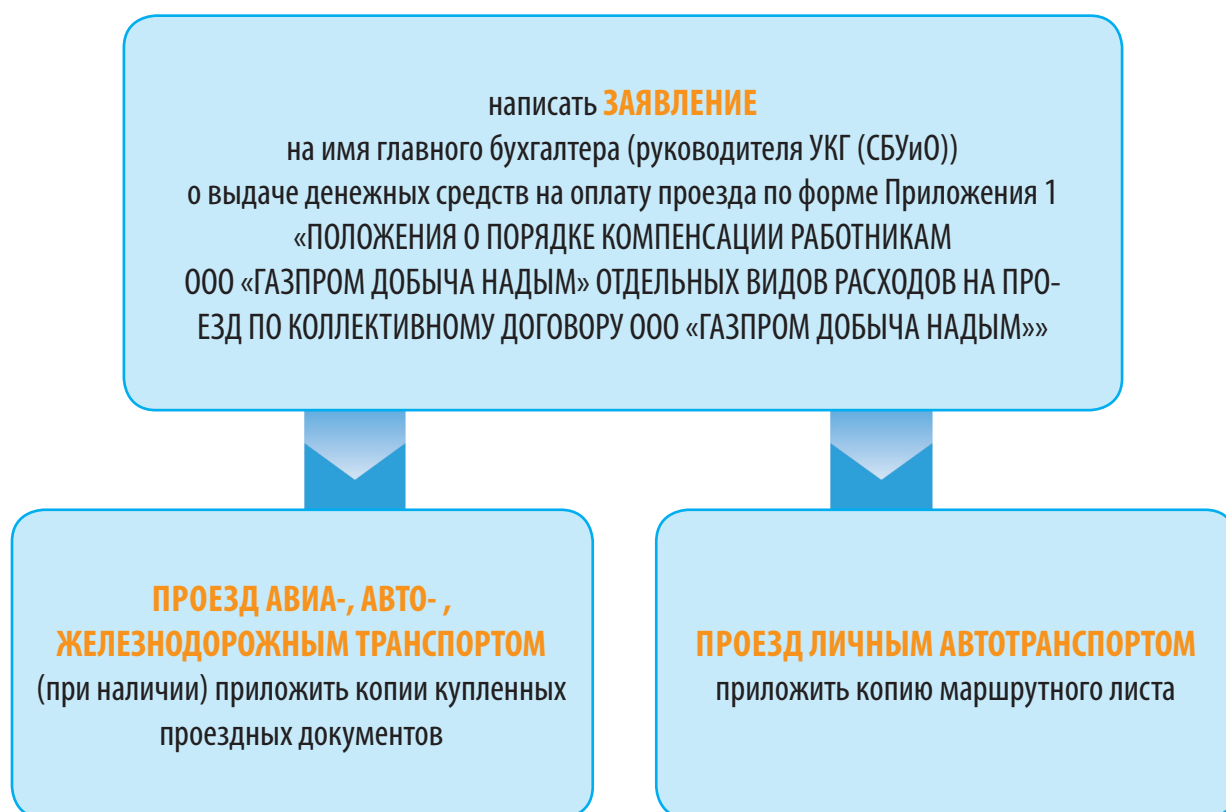 написать ЗАЯВЛЕНИЕ
на имя главного бухгалтера (руководителя УКГ (СБУиО))
о выдаче денежных средств на оплату проезда по форме Приложения 1
«ПОЛОЖЕНИЯ О ПОРЯДКЕ КОМПЕНСАЦИИ РАБОТНИКАМ
ООО «ГАЗПРОМ ДОБЫЧА НАДЫМ» ОТДЕЛЬНЫХ ВИДОВ РАСХОДОВ НА ПРО-
ЕЗД ПО КОЛЛЕКТИВНОМУ ДОГОВОРУ ООО «ГАЗПРОМ ДОБЫЧА НАДЫМ»»
ПРОЕЗД АВИА-, АВТО- ,
ЖЕЛЕЗНОДОРОЖНЫМ ТРАНСПОРТОМ
(при наличии) приложить копии купленных
проездных документов
ПРОЕЗД ЛИЧНЫМ АВТОТРАНСПОРТОМ
приложить копию маршрутного листа